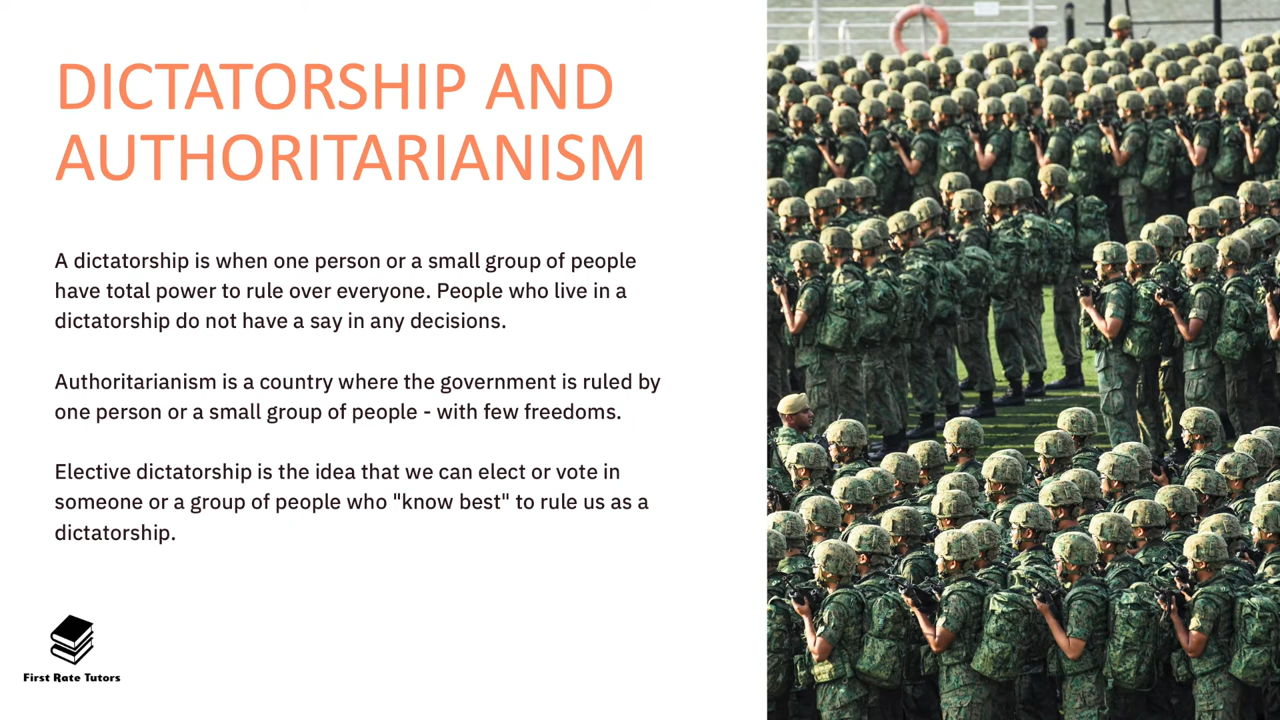 DICTATORSHIP AND
AUTHORITARIANISM
A dictatorship is when one person or a small group of people
have total power to rule over everyone. People who live in a
dictatorship do not have a say in any decisions.
Authoritarianism is a country where the government is ruled by
one person or a small group of people - with few freedoms.
Elective dictatorship is the idea that we can elect or vote in
someone or a group of people who "know best" to rule us as a
dictatorship.
First Rate Tutors